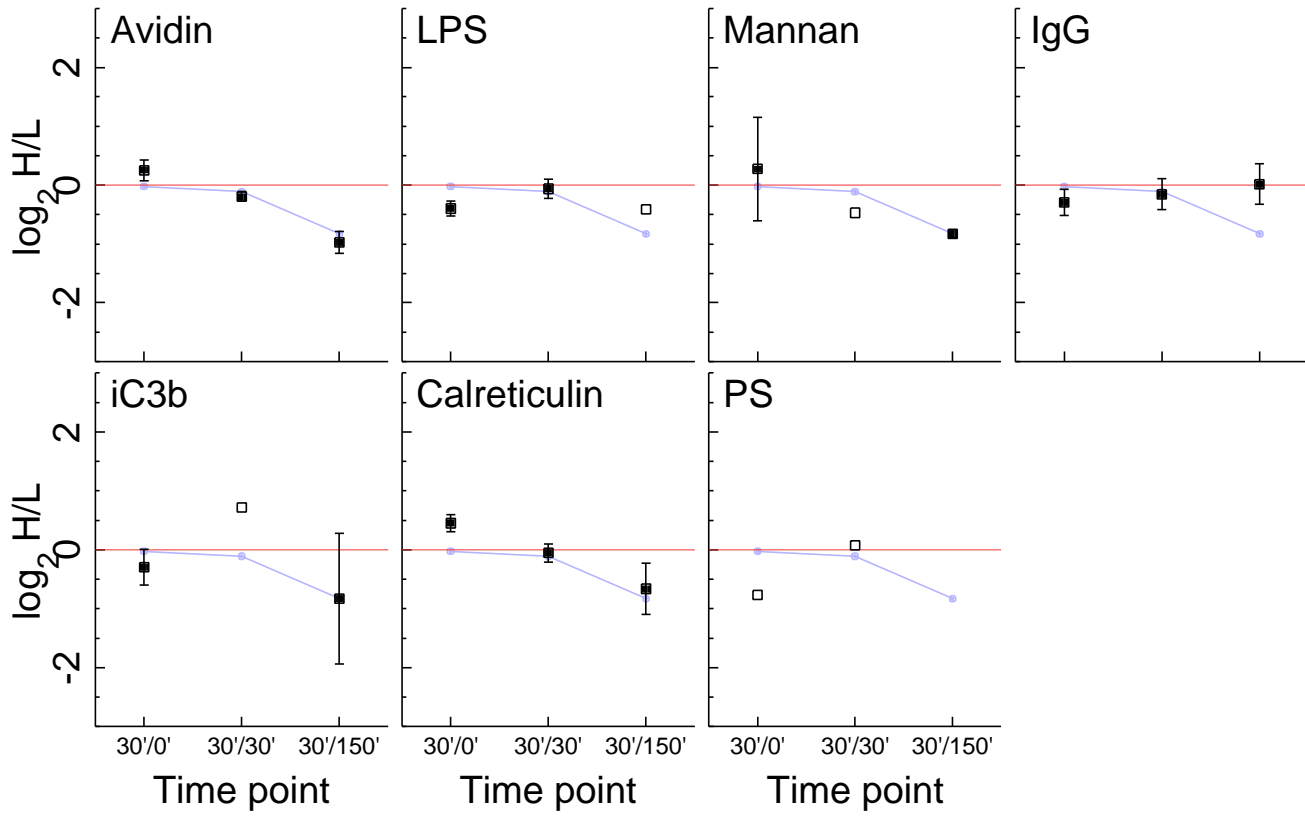 Avidin LPS Mannan IgG
2
0
-2
log2 H/L
iC3b Calreticulin PS
2
0
-2
log2 H/L
30'/0' 30'/30' 30'/150' 30'/0' 30'/30' 30'/150' 30'/0' 30'/30' 30'/150'
Time point Time point Time point